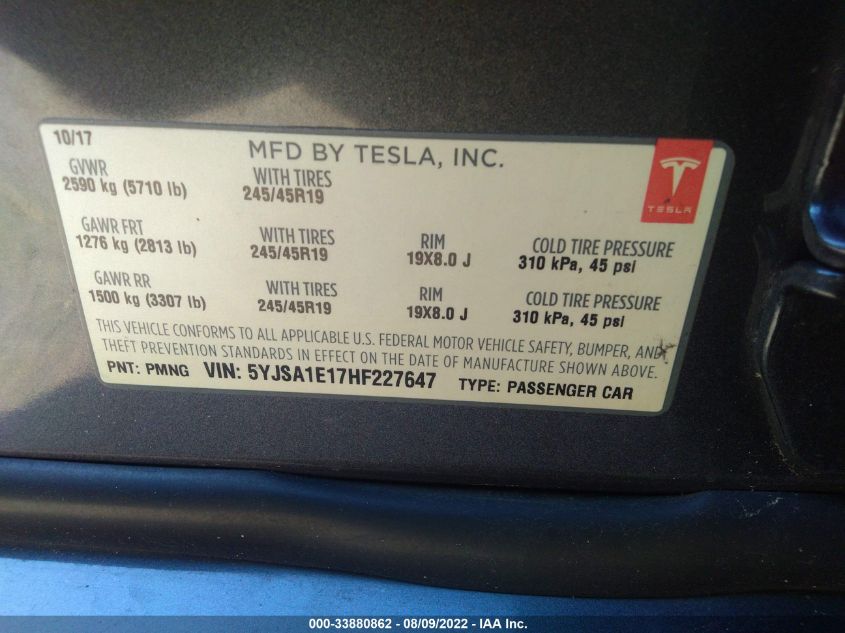 10/17
MFD BY TESLA, INC.
GVWR WITH TIRES
2590 kg (5710 lb) 245/45R19
TESLA
GAWR FRT WITH TIRES RIM COLD TIRE PRESSURE
1276 kg (2813 lb) 245/45R19 19X8.0 J 310 kPa, 45 psi
GAWR RR WITH TIRES RIM COLD TIRE PRESSURE
1500 kg (3307 lb) 245/45R19 19X8.0 J 310 kPa, 45 psi
THIS VEHICLE CONFORMS TO ALL APPLICABLE U.S. FEDERAL MOTOR VEHICLE SAFETY, BUMPER, AND
THEFT PREVENTION STANDARDS IN EFFECT ON THE DATE OF MANUFACTURE SHOWN ABOVE.
PNT: PMNG VIN: 5YJSA1E17HF227647 TYPE: PASSENGER CAR
000-33880862 - 08/09/2022 - IAA Inc.